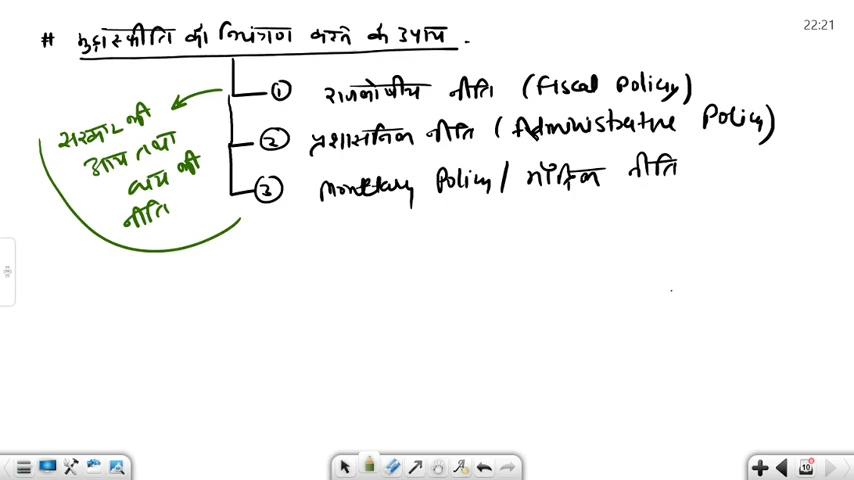 22:21
# मुद्रास्फीति को नियंत्रण करने के उपाय .
① राजकोषीय नीति (Fiscal Policy)
② प्रशासनिक नीति (Administrative Policy)
③ Monetary Policy / मौद्रिक नीति
सरकार की
आय तथा
व्यय की
नीति
10